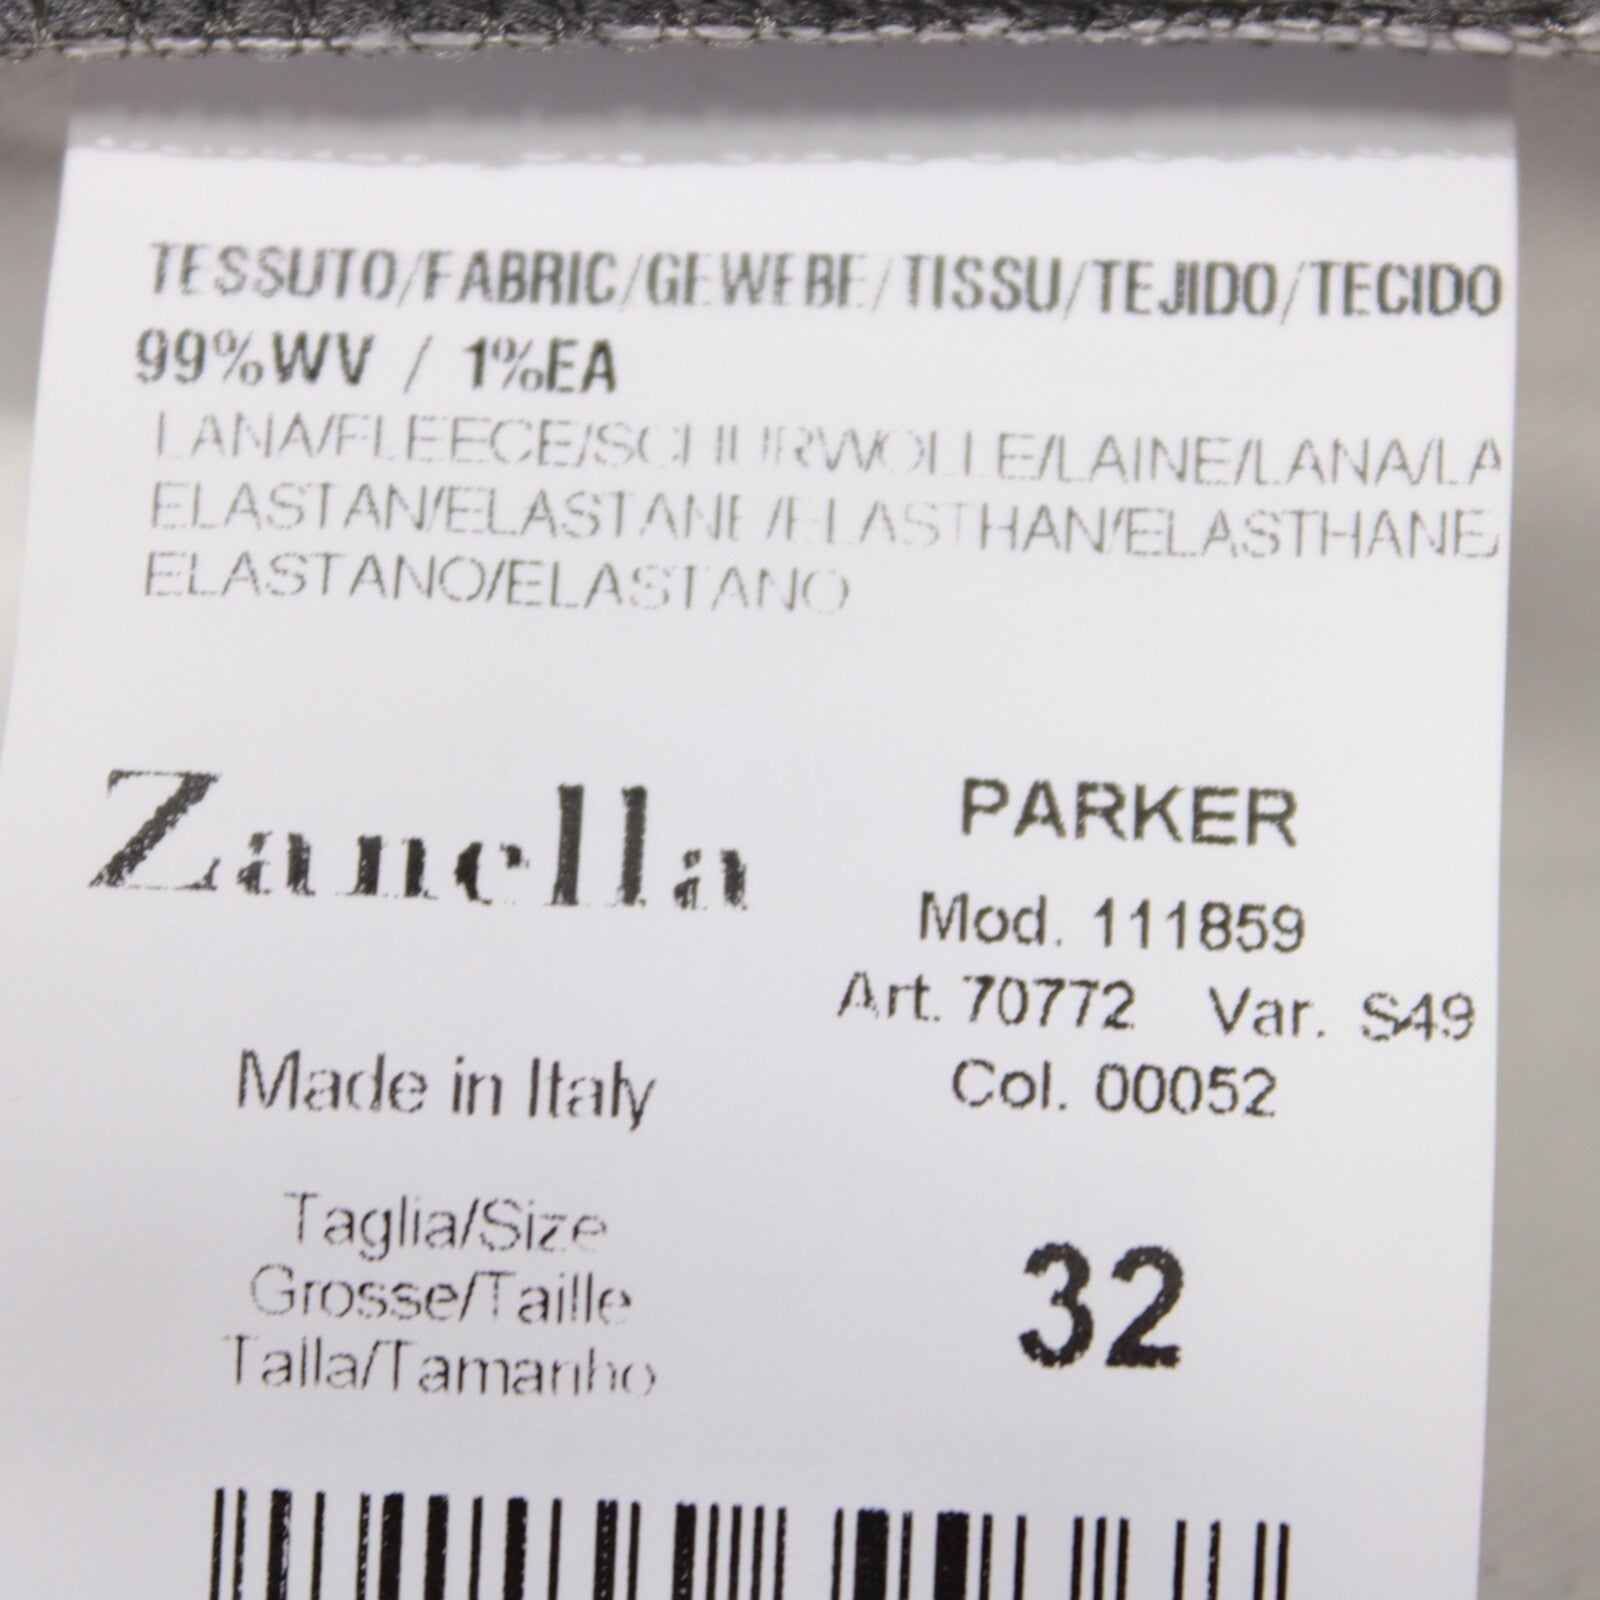 TESSUTO/FABRIC/GEWEBE/TISSU/TEJIDO/TECIDO
99%WV / 1%EA
LANA/FLEECE/SCHURWOLLE/LAINE/LANA/LA
ELASTAN/ELASTANE/ELASTHAN/ELASTHANE/
ELASTANO/ELASTANO
Zanella
PARKER
Mod. 111859
Art. 70772 Var. S49
Col. 00052
Made in Italy
Taglia/Size
Grosse/Taille
Talla/Tamanho
32